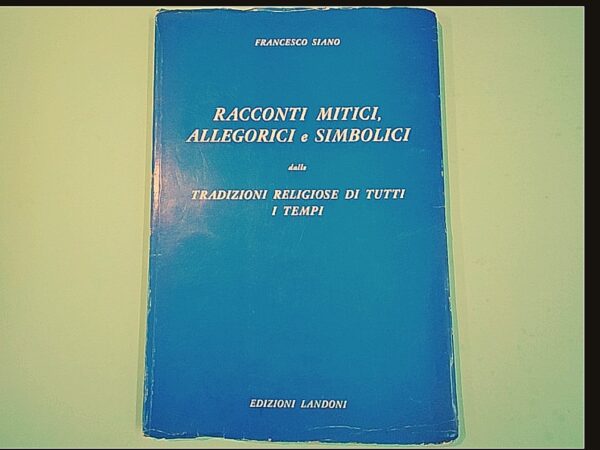 FRANCESCO SIANO
RACCONTI MITICI,
ALLEGORICI e SIMBOLICI
dalle
TRADIZIONI RELIGIOSE DI TUTTI
I TEMPI
EDIZIONI LANDONI